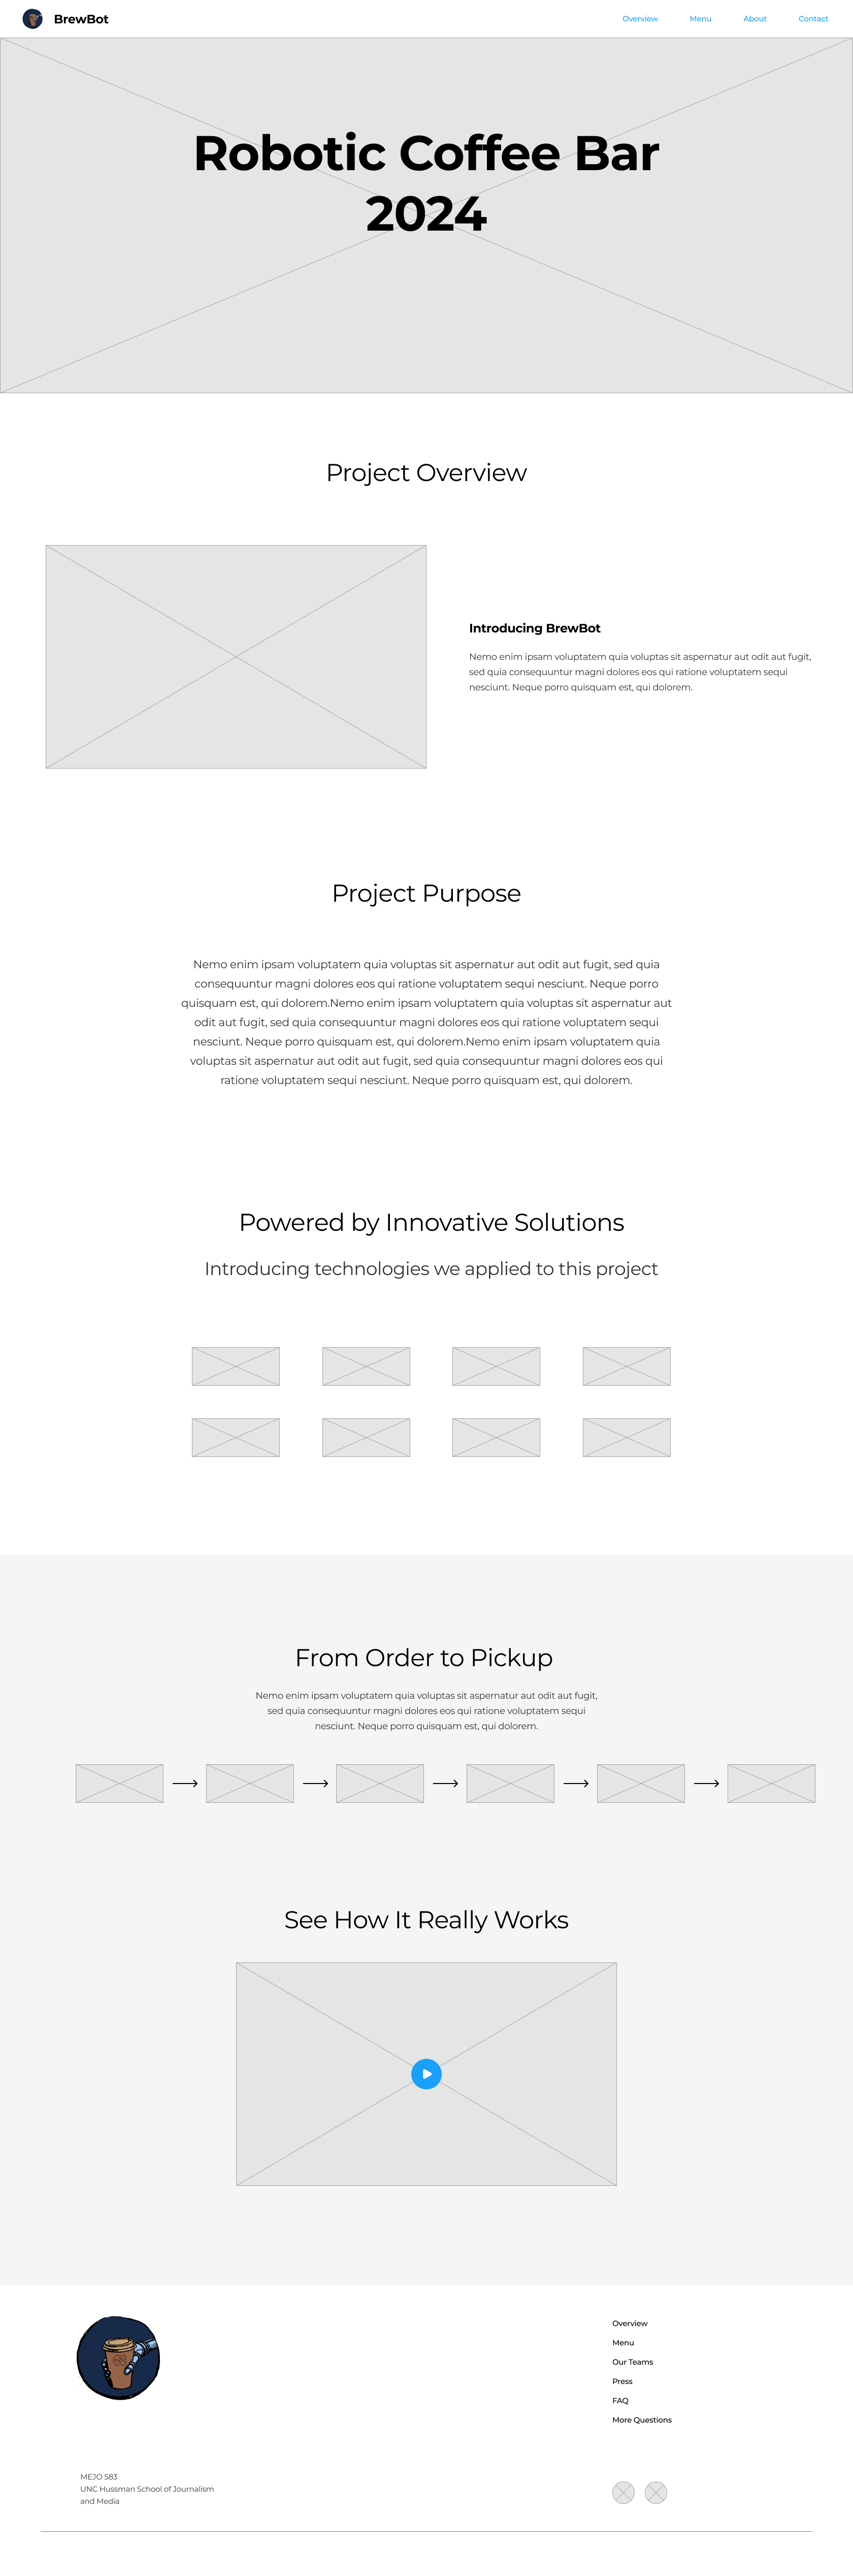 BrewBot
Overview
Menu
About
Contact
Robotic Coffee Bar
2024
Project Overview
Introducing BrewBot
Nemo enim ipsam voluptatem quia voluptas sit aspernatur aut odit aut fugit,
sed quia consequuntur magni dolores eos qui ratione voluptatem sequi
nesciunt. Neque porro quisquam est, qui dolorem.
Project Purpose
Nemo enim ipsam voluptatem quia voluptas sit aspernatur aut odit aut fugit, sed quia
consequuntur magni dolores eos qui ratione voluptatem sequi nesciunt. Neque porro
quisquam est, qui dolorem.Nemo enim ipsam voluptatem quia voluptas sit aspernatur aut
odit aut fugit, sed quia consequuntur magni dolores eos qui ratione voluptatem sequi
nesciunt. Neque porro quisquam est, qui dolorem.Nemo enim ipsam voluptatem quia
voluptas sit aspernatur aut odit aut fugit, sed quia consequuntur magni dolores eos qui
ratione voluptatem sequi nesciunt. Neque porro quisquam est, qui dolorem.
Powered by Innovative Solutions
Introducing technologies we applied to this project
From Order to Pickup
Nemo enim ipsam voluptatem quia voluptas sit aspernatur aut odit aut fugit,
sed quia consequuntur magni dolores eos qui ratione voluptatem sequi
nesciunt. Neque porro quisquam est, qui dolorem.
See How It Really Works
Overview
Menu
Our Teams
Press
FAQ
More Questions
MEJO 583
UNC Hussman School of Journalism
and Media